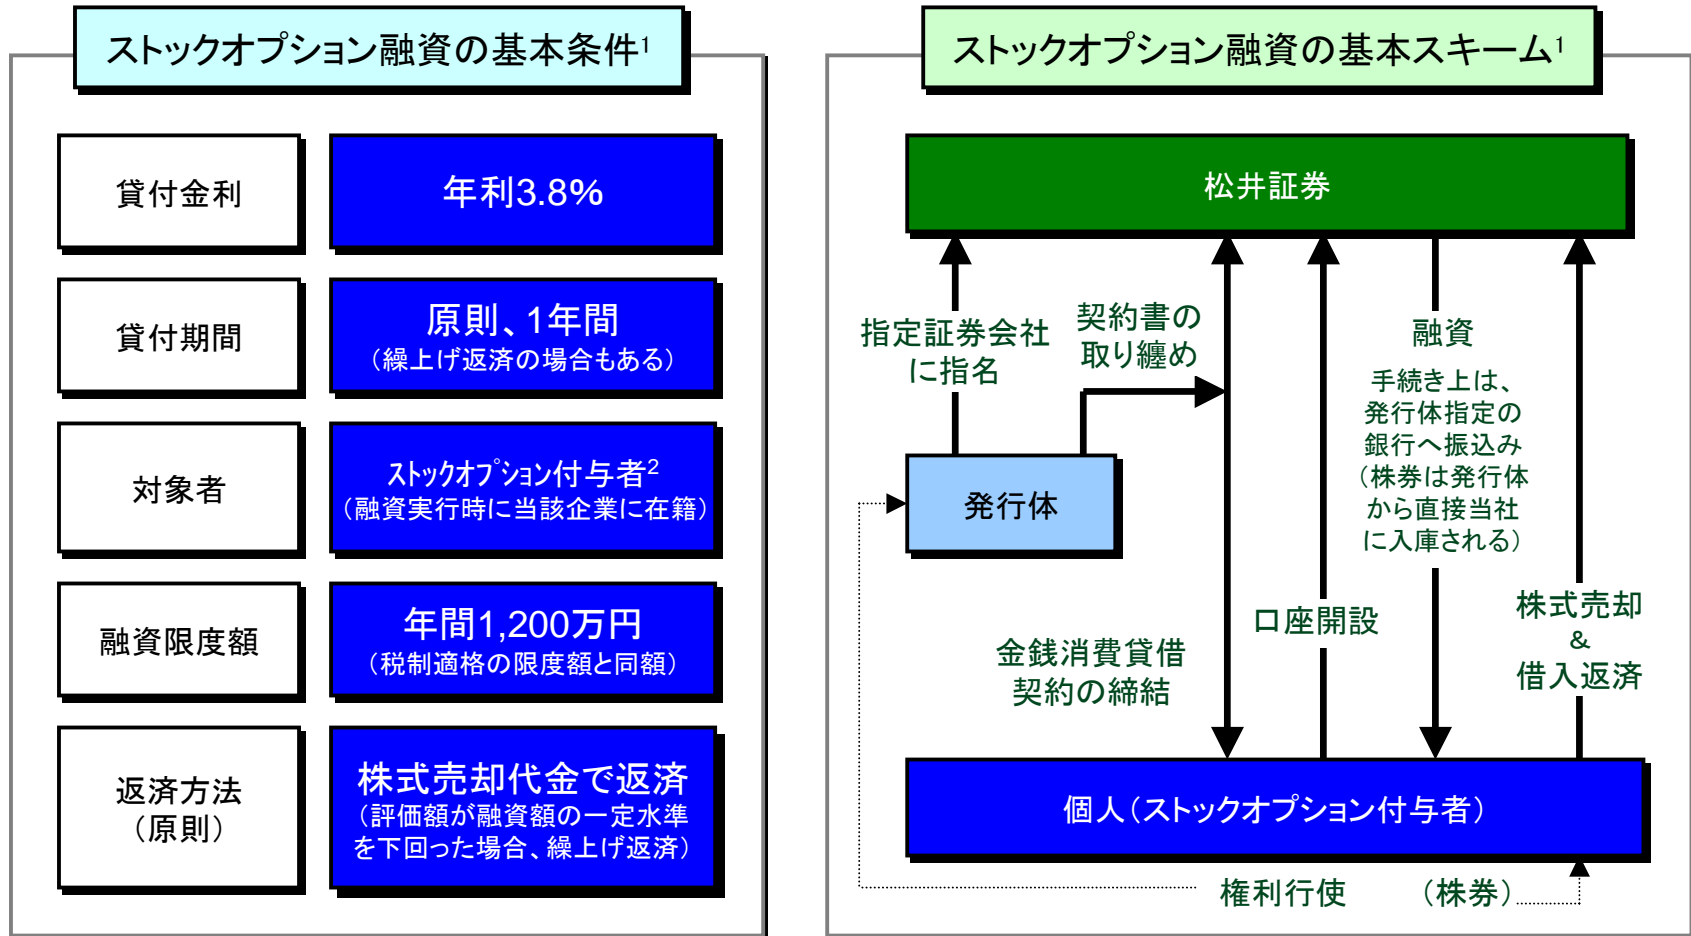 ストックオプション融資の基本条件1
貸付金利
年利3.8%
貸付期間
原則、1年間
（繰上げ返済の場合もある）
対象者
ストックオプション付与者2
（融資実行時に当該企業に在籍）
融資限度額
年間1,200万円
（税制適格の限度額と同額）
返済方法
（原則）
株式売却代金で返済
（評価額が融資額の一定水準
を下回った場合、繰上げ返済）
ストックオプション融資の基本スキーム1
松井証券
指定証券会社
に指名
契約書の
取り纏め
融資
手続き上は、
発行体指定の
銀行へ振込み
（株券は発行体
から直接当社
に入庫される）
発行体
金銭消費貸借
契約の締結
口座開設
株式売却
&
借入返済
個人（ストックオプション付与者）
権利行使
（株券）